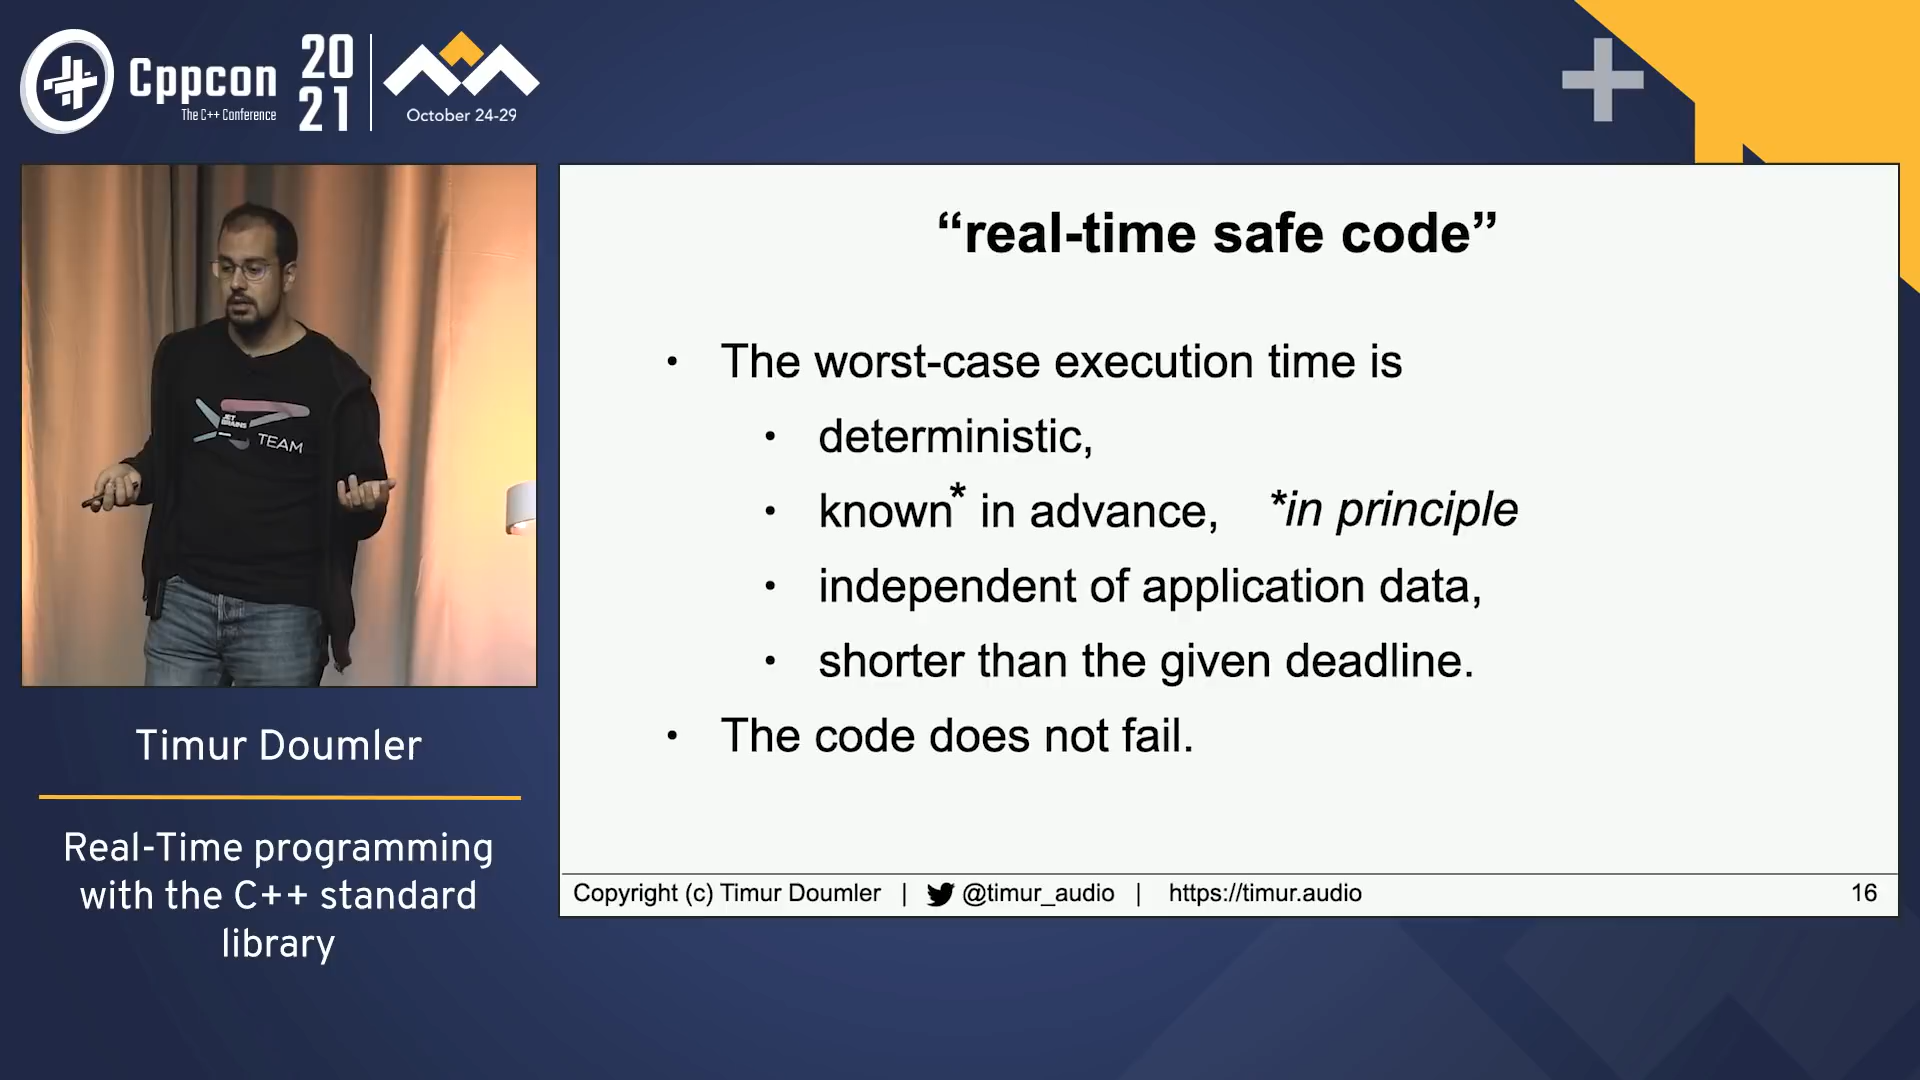 Cppcon
The C++ Conference
20
21
October 24-29
JET
BRAINS
TEAM
Timur Doumler
Real-Time programming
with the C++ standard
library
“real-time safe code”
• The worst-case execution time is
• deterministic,
• known* in advance, *in principle
• independent of application data,
• shorter than the given deadline.
• The code does not fail.
Copyright (c) Timur Doumler | @timur_audio | https://timur.audio 16